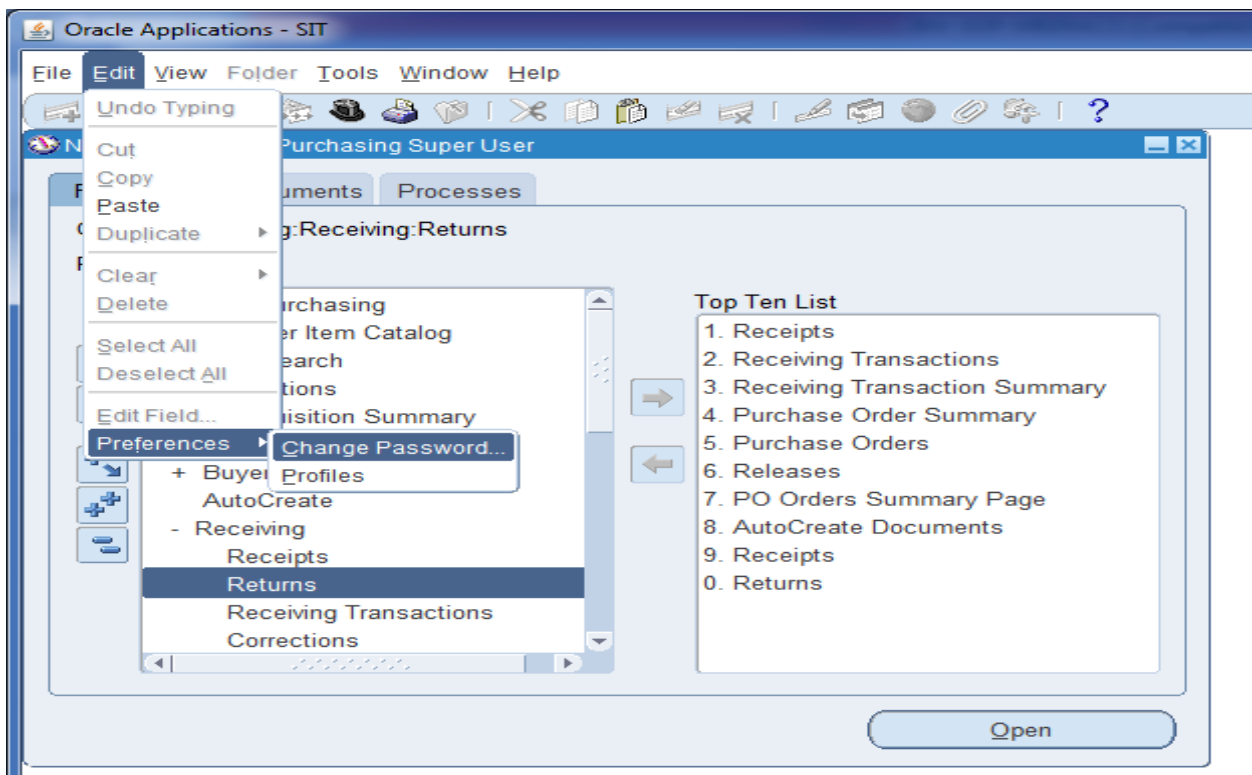 Oracle Applications - SIT
File Edit View Folder Tools Window Help
Undo Typing
Cut
Copy
Paste
Duplicate
Clear
Delete
Select All
Deselect All
Edit Field...
Preferences
Change Password...
Profiles
N Purchasing Super User
F uments Processes
g:Receiving:Returns
urchasing
er Item Catalog
earch
tions
isition Summary
+ Buye
AutoCreate
- Receiving
Receipts
Returns
Receiving Transactions
Corrections
Top Ten List
1. Receipts
2. Receiving Transactions
3. Receiving Transaction Summary
4. Purchase Order Summary
5. Purchase Orders
6. Releases
7. PO Orders Summary Page
8. AutoCreate Documents
9. Receipts
0. Returns
Open